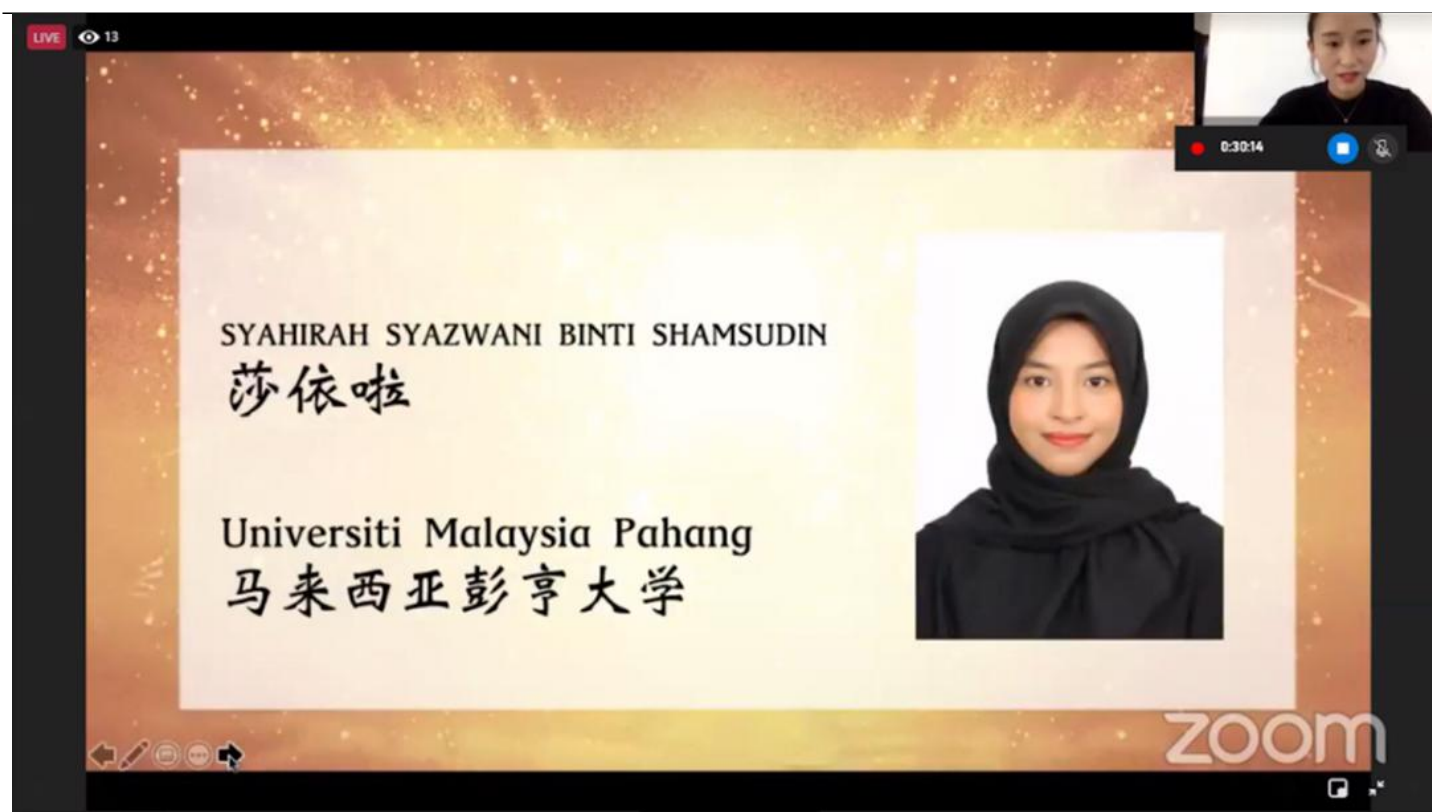 LIVE 13
0:30:14
SYAHIRAH SYAZWANI BINTI SHAMSUDIN
莎依啦
Universiti Malaysia Pahang
马来西亚彭亨大学
zoom